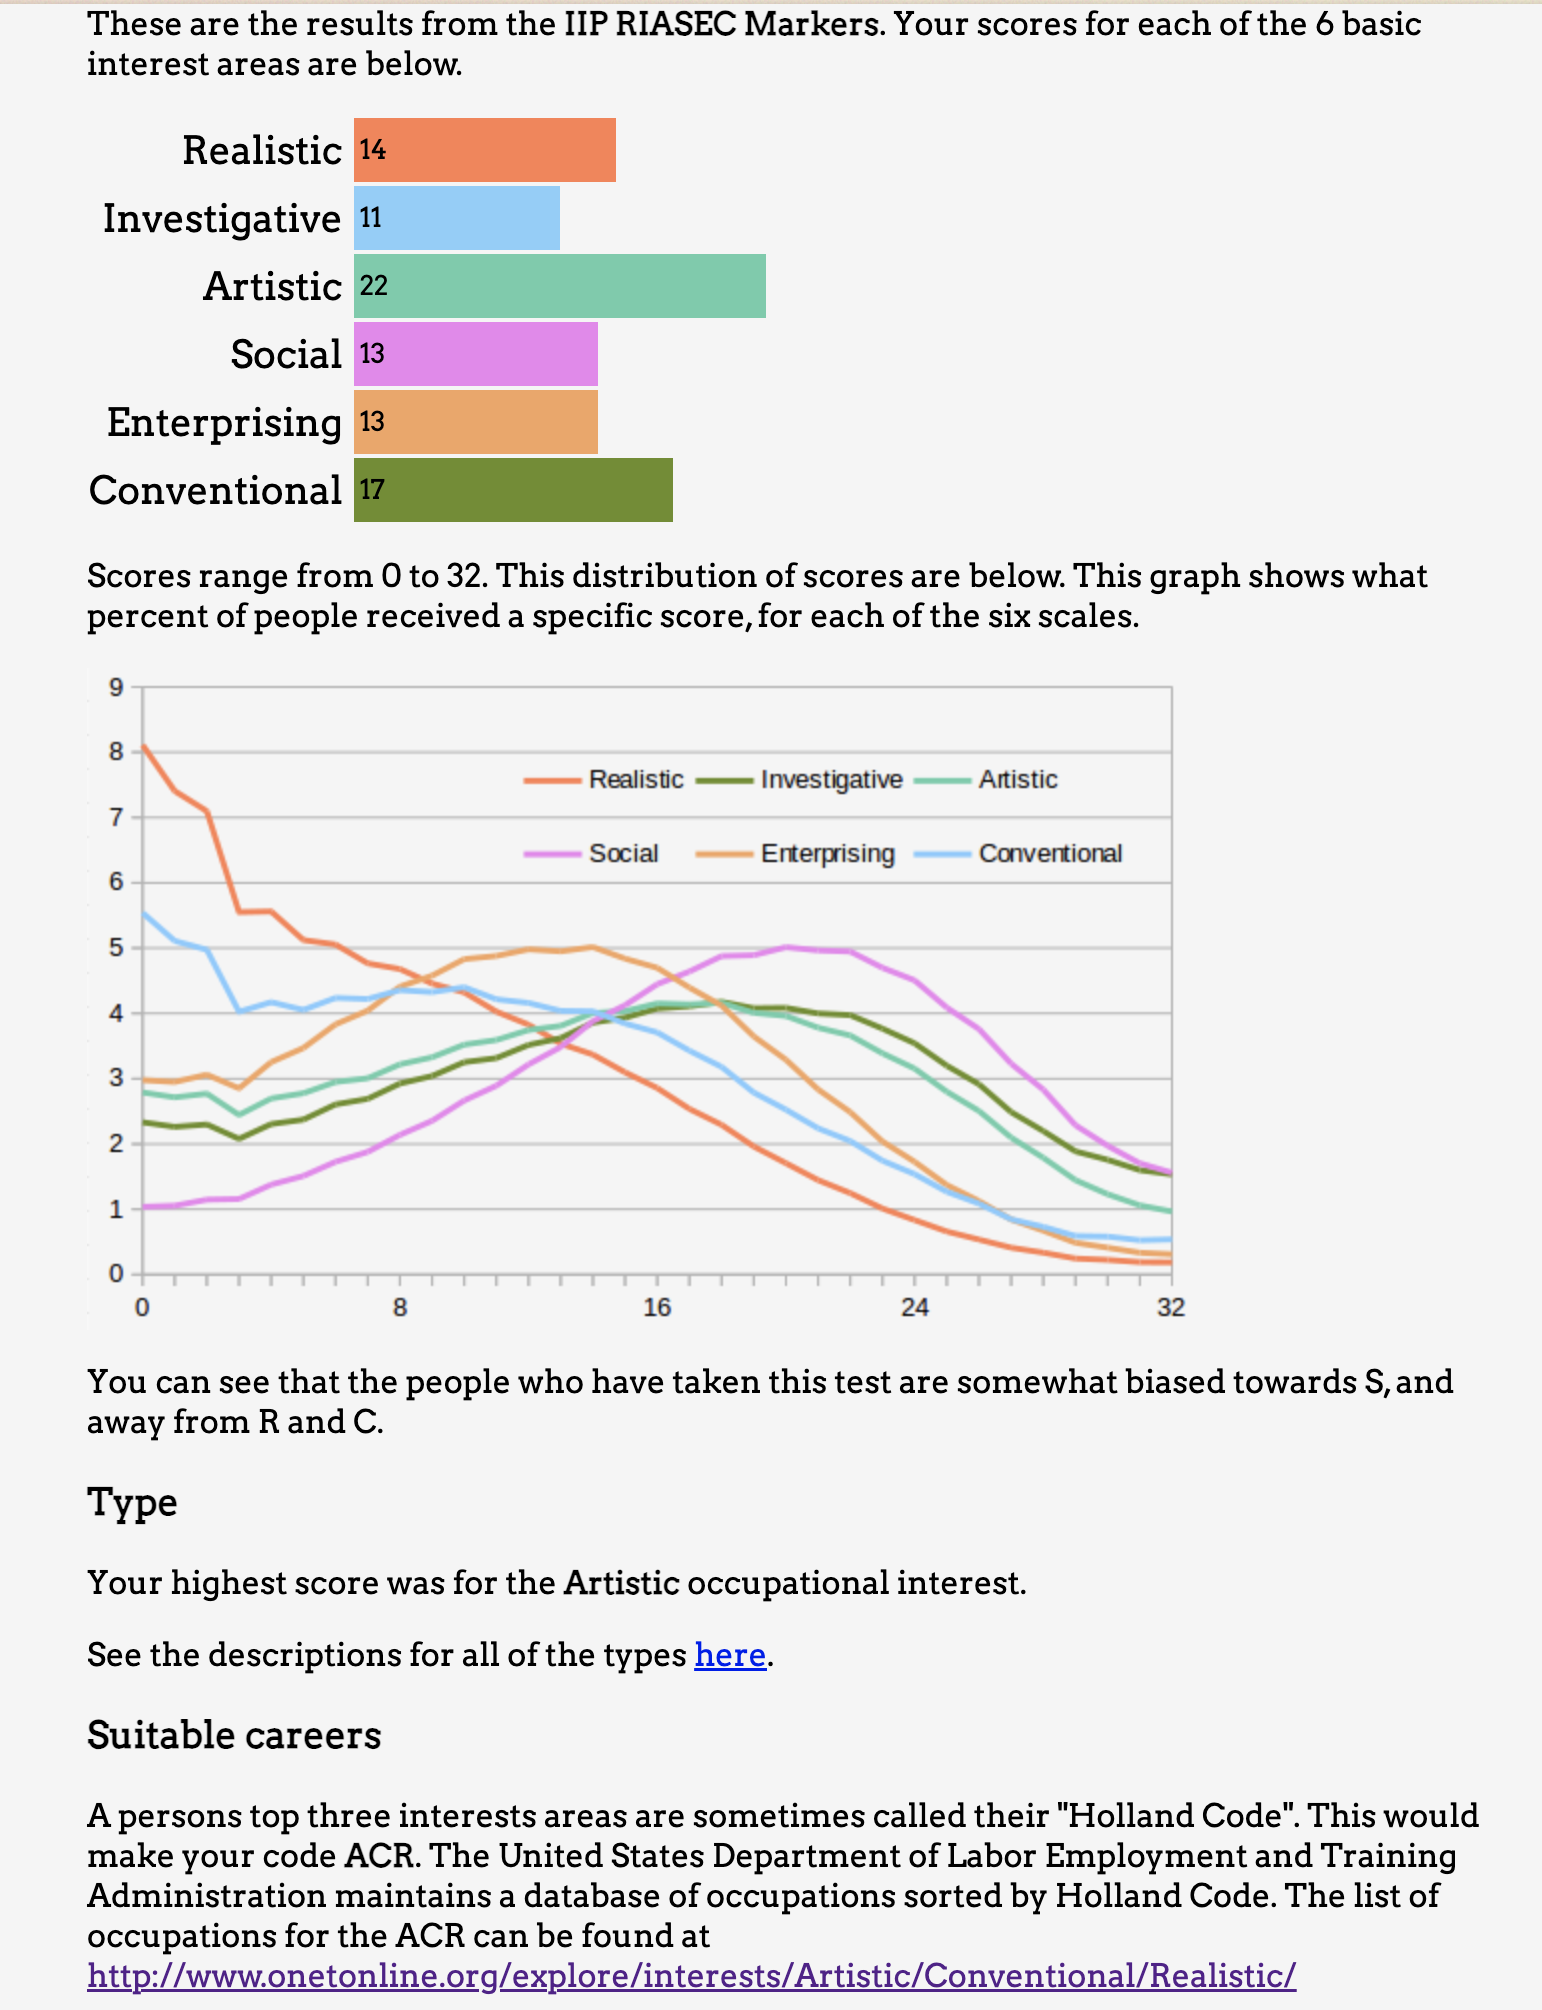 These are the results from the IIP RIASEC Markers. Your scores for each of the 6 basic
interest areas are below.
Realistic 14
Investigative 11
Artistic 22
Social 13
Enterprising 13
Conventional 17
Scores range from 0 to 32. This distribution of scores are below. This graph shows what
percent of people received a specific score, for each of the six scales.
9
8
Realistic Investigative Artistic
7
Social Enterprising Conventional
6
5
4
3
2
1
0
0 8 16 24 32
You can see that the people who have taken this test are somewhat biased towards S, and
away from R and C.
Type
Your highest score was for the Artistic occupational interest.
See the descriptions for all of the types here.
Suitable careers
A persons top three interests areas are sometimes called their "Holland Code". This would
make your code ACR. The United States Department of Labor Employment and Training
Administration maintains a database of occupations sorted by Holland Code. The list of
occupations for the ACR can be found at
http://www.onetonline.org/explore/interests/Artistic/Conventional/Realistic/